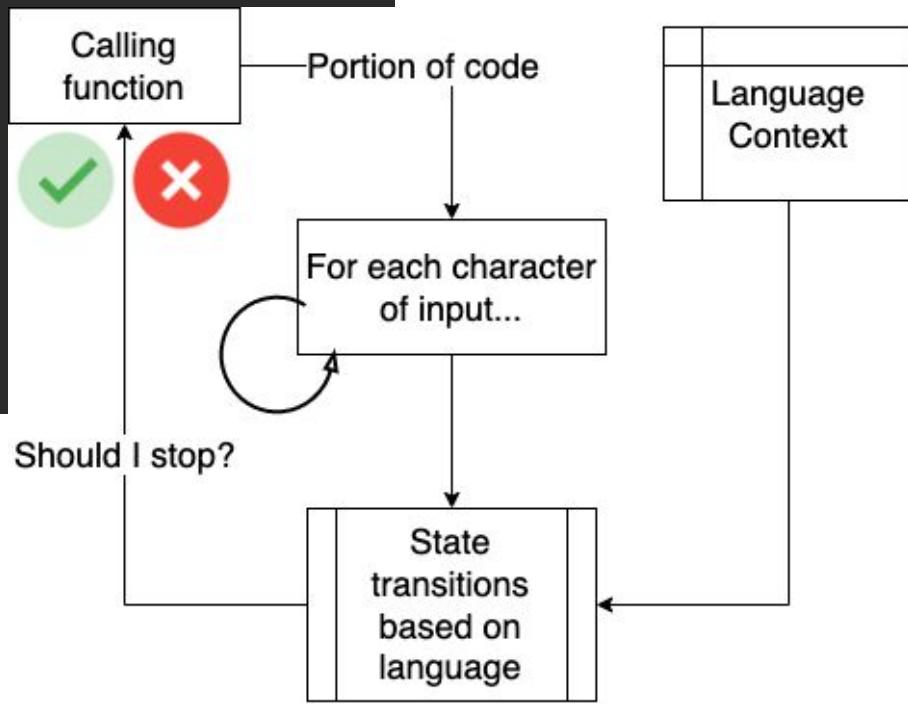 Calling
function
Portion of code
Language
Context
For each character
of input...
Should I stop?
State
transitions
based on
language